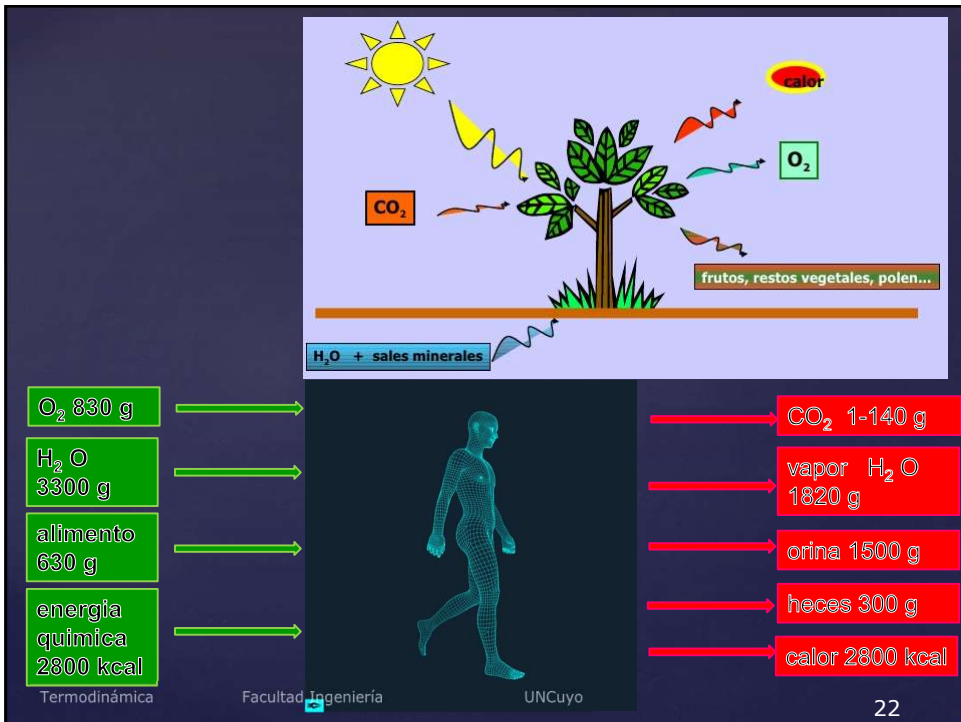 calor
O₂
CO₂
frutos, restos vegetales, polen...
H₂O + sales minerales
O₂ 830 g
H₂ O
3300 g
alimento
630 g
energia
quimica
2800 kcal
CO₂ 1-140 g
vapor H₂ O
1820 g
orina 1500 g
heces 300 g
calor 2800 kcal
Termodinámica Facultad Ingeniería UNCuyo
22